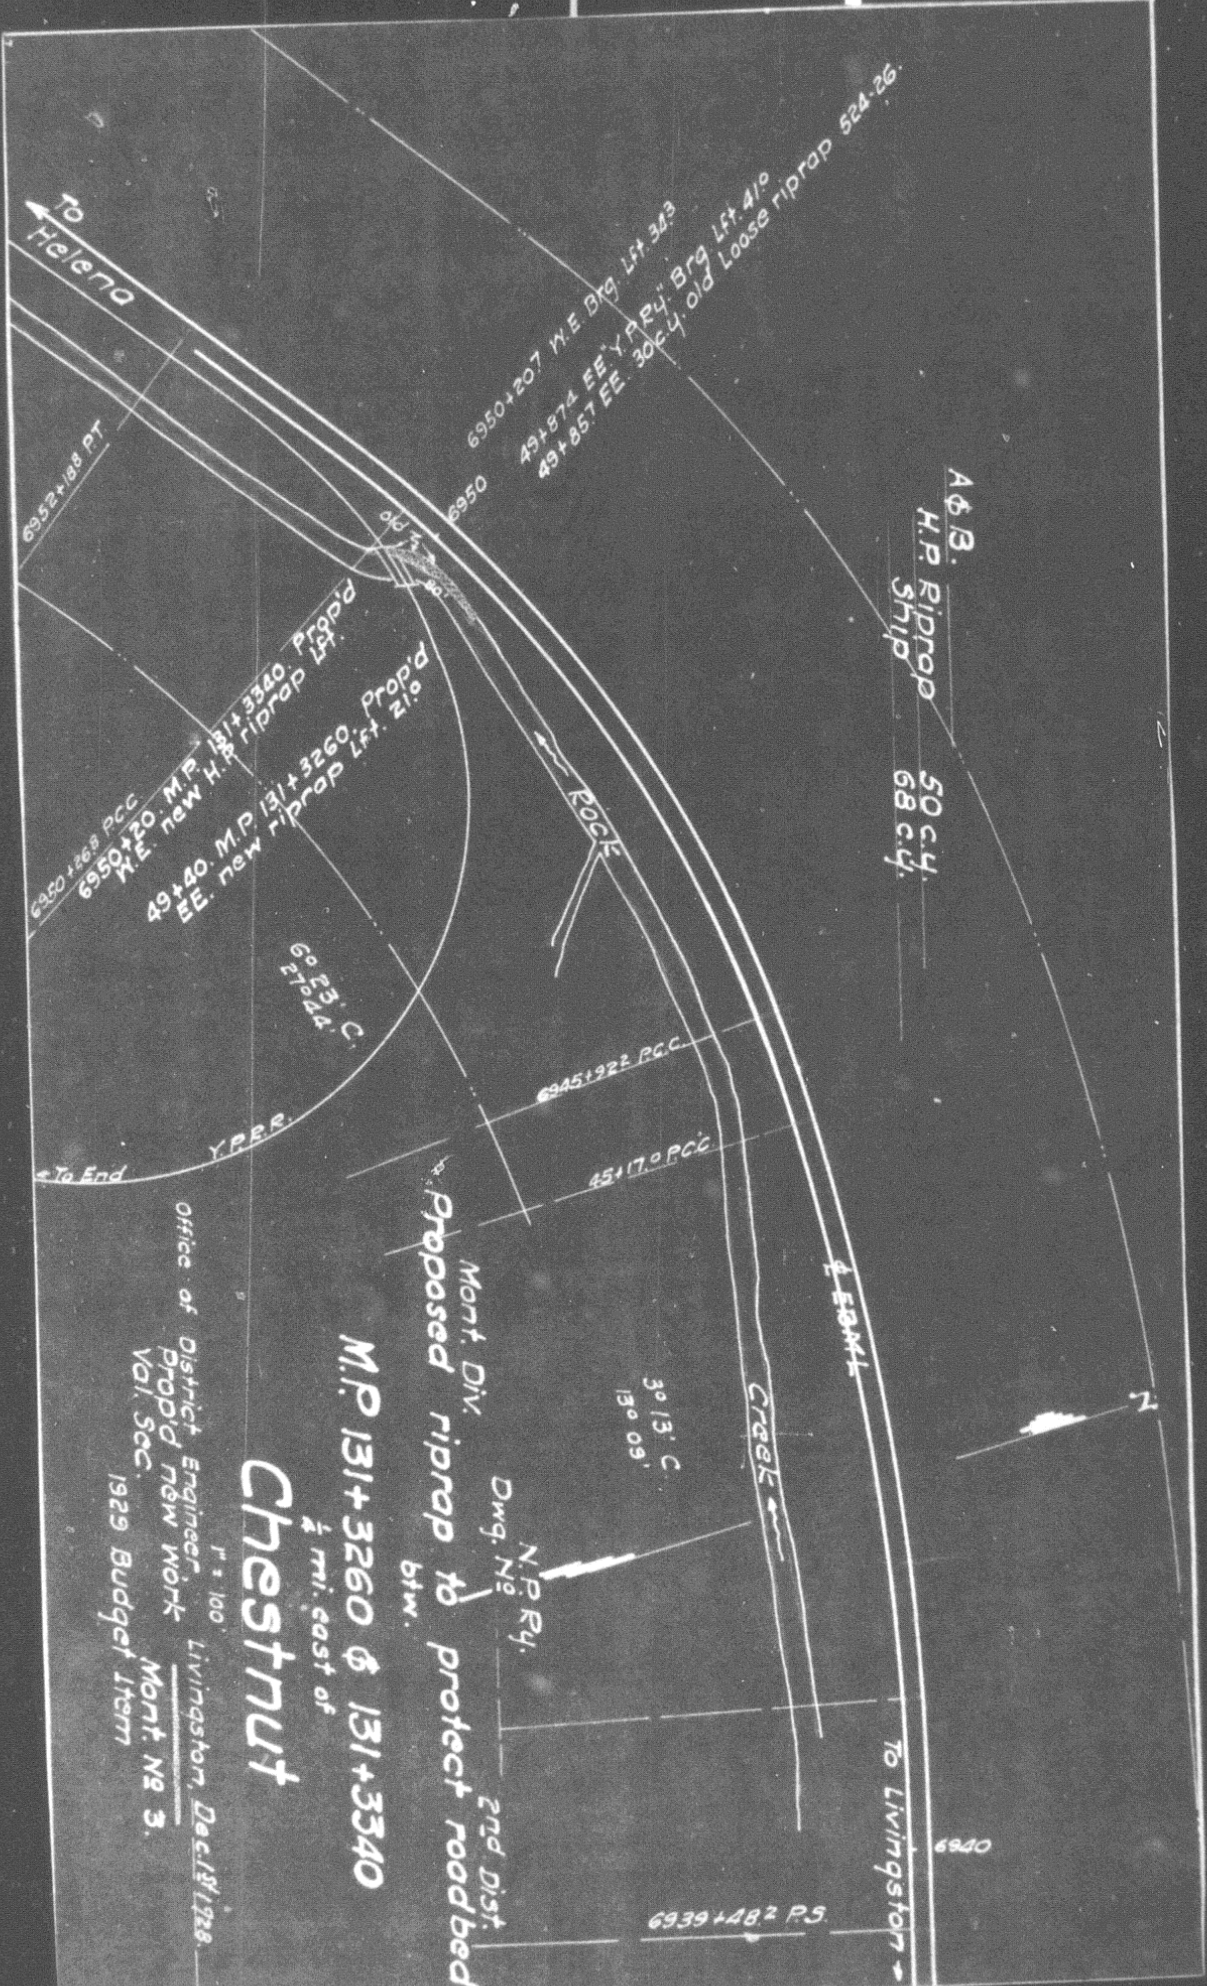 To
Helena
6952+188 P.T.
6950+20.7 W.E. Brg. Lft. 34.3
49+87.4 EE. "Y.P.RY." Brg. Lft. 41.0
49+85.7 EE. 30c.y. old Loose riprap 524-26.
6950
old
80'
A & B.
H.P. Riprap 50 c.y.
Ship 68 c.y.
6950+26.8 P.C.C.
6950+20. M.P. 131+3340. Prop'd
W.E. new H.P. riprap Lft.
49+40. M.P. 131+3260. Prop'd
EE. new riprap Lft. 21.0
Rock
6° 23' C.
27° 44'
6945+92.2 P.C.C.
45+17.0 P.C.C.
Y.P.R.R.
To End
℄ E.B.M.L
3° 13' C
13° 09'
Creek
N
N.P.Ry.
Mont. Div. Dwg. No 2nd Dist.
Proposed riprap to protect roadbed
btw.
M.P. 131+3260 & 131+3340
mi. east of
Chestnut
1" = 100'
Office of District Engineer, Livingston, Dec. 1st 1928.
Prop'd new work
Val. Sec. Mont. No 3.
1929 Budget Item
To Livingston
6940
6939+48.2 P.S.